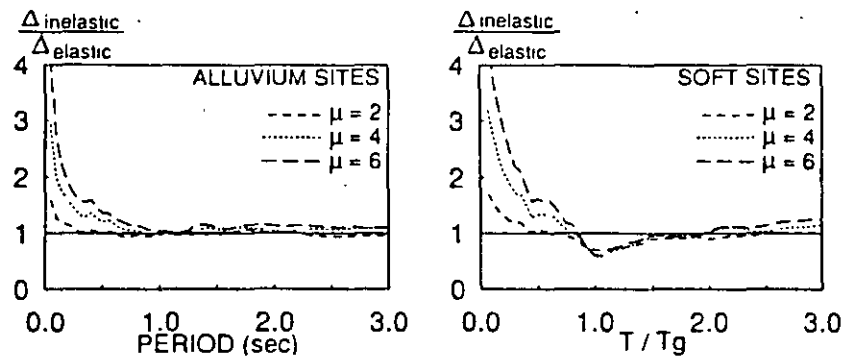 Δ inelastic
Δ elastic
ALLUVIUM SITES
μ = 2
μ = 4
μ = 6
4
3
2
1
0
0.0 1.0 2.0 3.0
PERIOD (sec)
Δ inelastic
Δ elastic
SOFT SITES
μ = 2
μ = 4
μ = 6
4
3
2
1
0
0.0 1.0 2.0 3.0
T / Tg